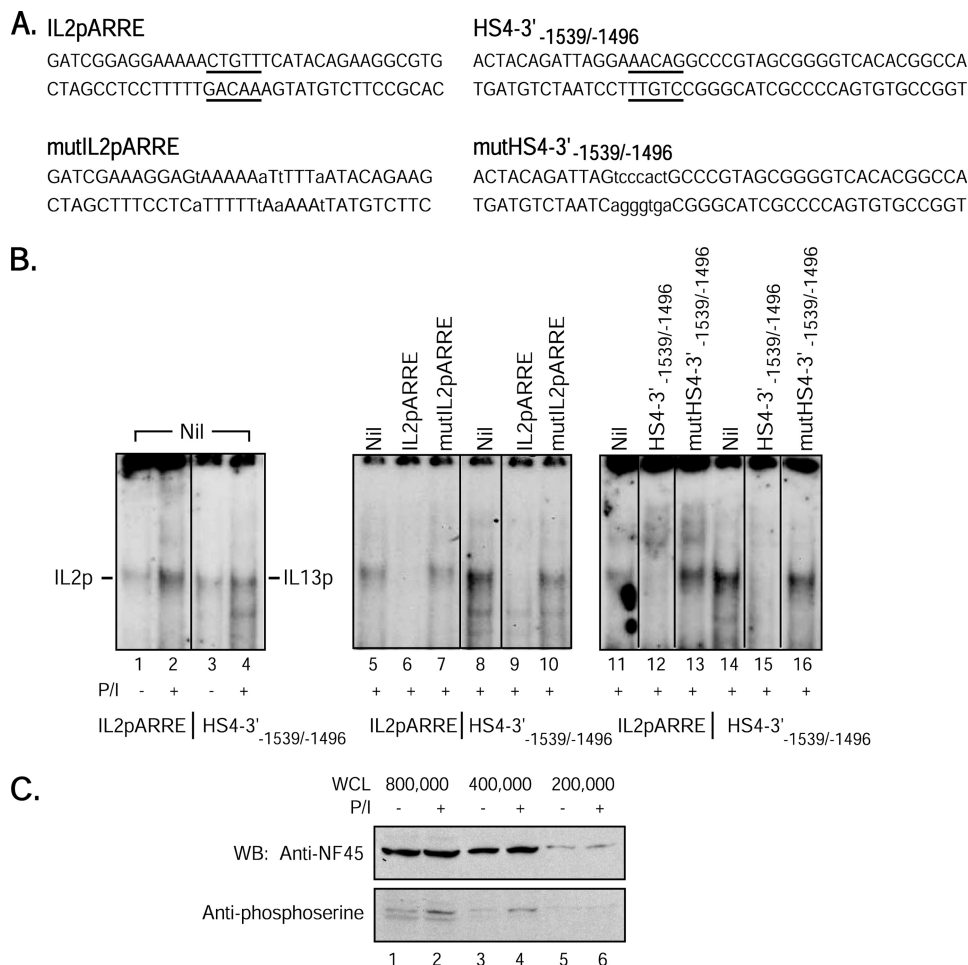 A.
IL2pARRE
GATCGGAGGAAAAACTGTTTCATACAGAAGGCGTG
CTAGCCTCCTTTTTGACAAAGTATGTCTTCCGCAC
HS4-3'-1539/-1496
ACTACAGATTAGGAAACAGGCCCGTAGCGGGGTCACACGGCCA
TGATGTCTAATCCTTTGTCCGGGCATCGCCCCAGTGTGCCGGT
mutIL2pARRE
GATCGAAAGGAGtAAAAAaTtTTTaATACAGAAG
CTAGCTTTCCTCaTTTTTtAaAAAtTATGTCTTC
mutHS4-3'-1539/-1496
ACTACAGATTAGtcccactGCCCGTAGCGGGGTCACACGGCCA
TGATGTCTAATCagggtgaCGGGCATCGCCCCAGTGTGCCGGT
B.
Nil
Nil
IL2pARRE
mutIL2pARRE
Nil
IL2pARRE
mutIL2pARRE
Nil
HS4-3'-1539/-1496
mutHS4-3'-1539/-1496
Nil
HS4-3'-1539/-1496
mutHS4-3'-1539/-1496
IL2p
IL13p
1 2 3 4 5 6 7 8 9 10 11 12 13 14 15 16
P/I - + - + + + + + + + + + + + + +
IL2pARRE HS4-3'-1539/-1496 IL2pARRE HS4-3'-1539/-1496 IL2pARRE HS4-3'-1539/-1496
C.
WCL 800,000 400,000 200,000
P/I - + - + - +
WB: Anti-NF45
Anti-phosphoserine
1 2 3 4 5 6